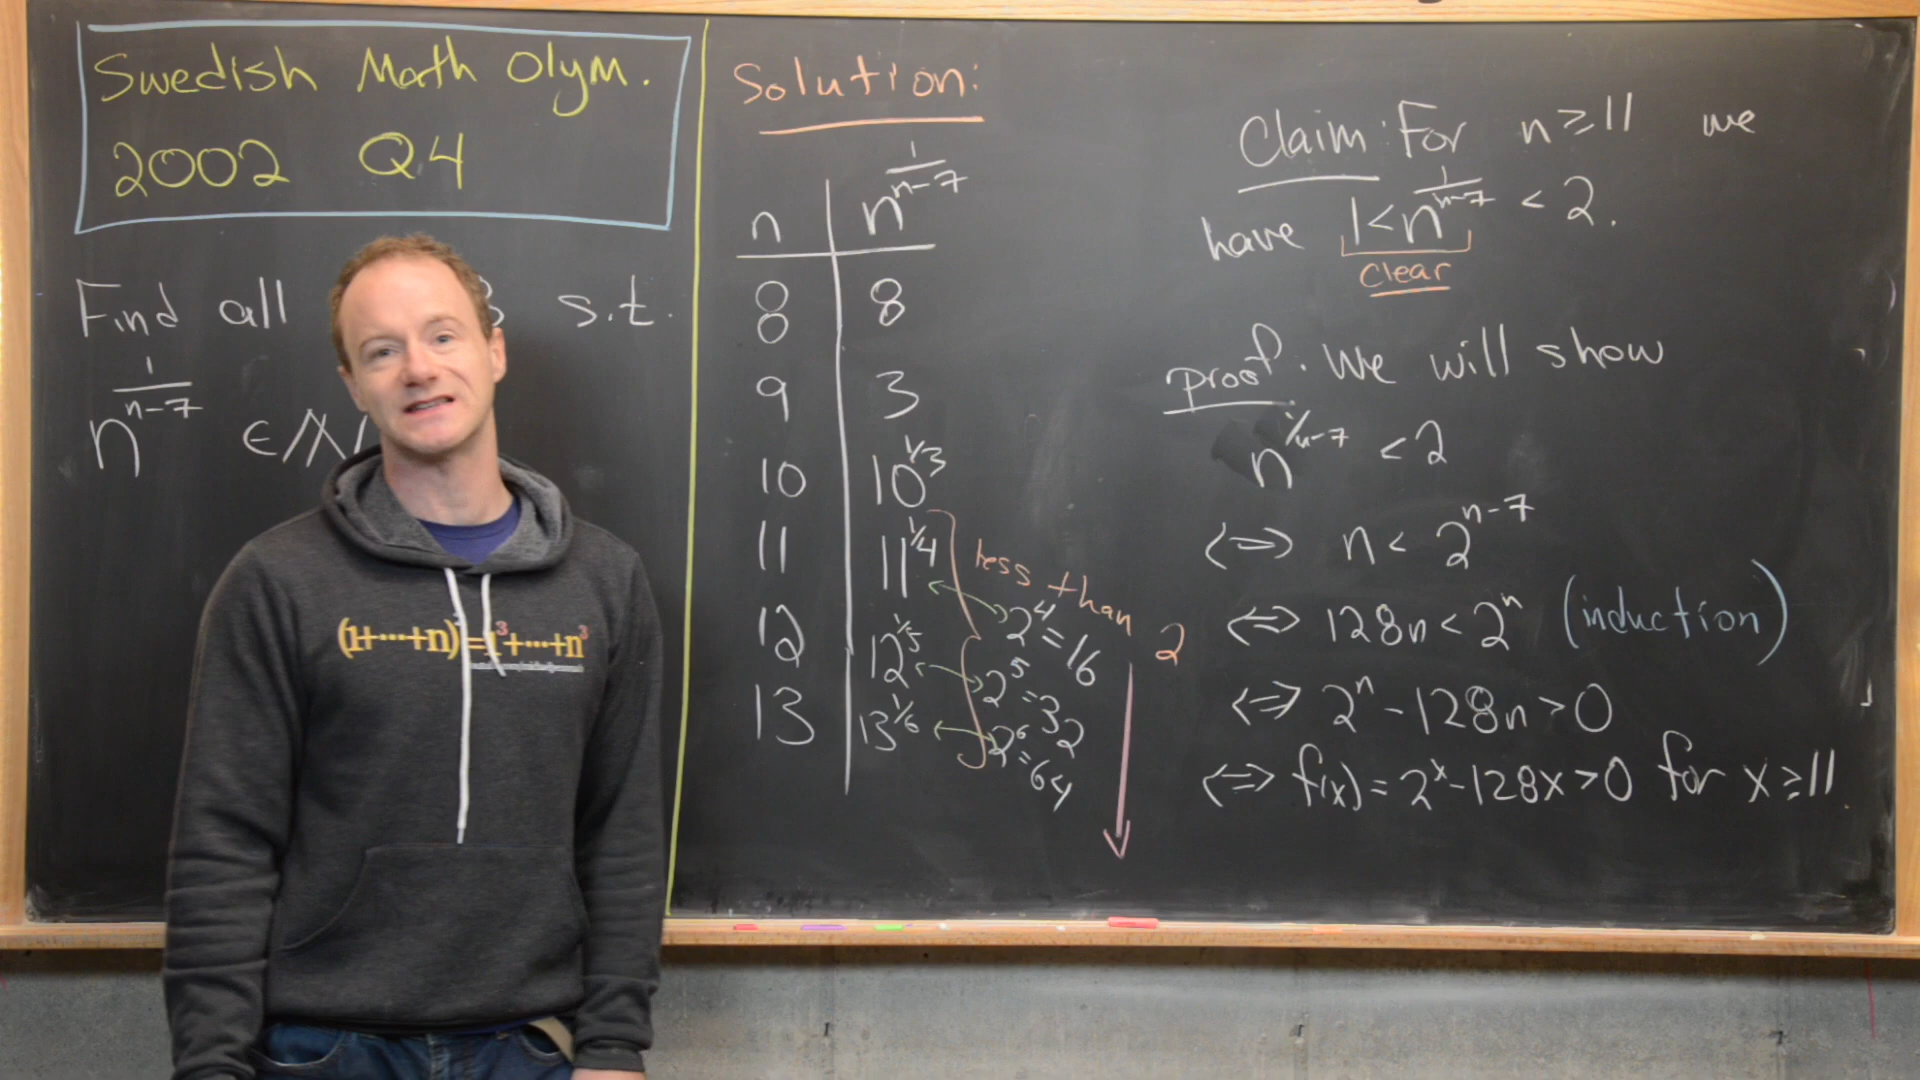 Swedish Math Olym.
2002 Q4
Find all 8 s.t.
n^{1/(n-7)} ∈ ℕ
Solution:
n | n^{1/(n-7)}
8 | 8
9 | 3
10 | 10^{1/3}
11 | 11^{1/4}
12 | 12^{1/5}
13 | 13^{1/6}
less than 2
2^4 = 16
2^5 = 32
2^6 = 64
Claim: For n ≥ 11 we
have 1 < n^{1/(n-7)} < 2.
clear
proof. We will show
n^{1/n-7} < 2
⟺ n < 2^{n-7}
⟺ 128n < 2^n (induction)
⟺ 2^n - 128n > 0
⟺ f(x) = 2^x - 128x > 0 for x ≥ 11.
(1+⋯+n)^2=1^3+⋯+n^3